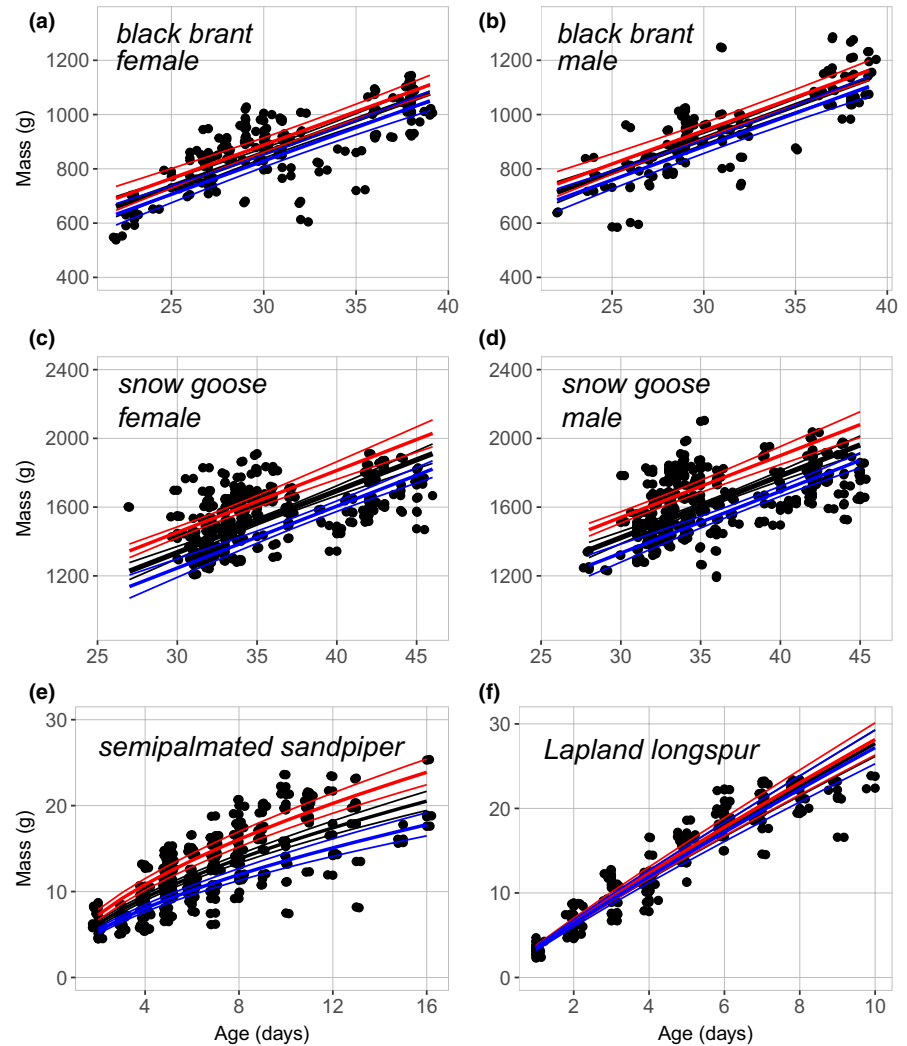 (a)
black brant
female
1200
1000
800
600
400
Mass (g)
25
30
35
40
(b)
black brant
male
1200
1000
800
600
400
25
30
35
40
(c)
snow goose
female
2400
2000
1600
1200
Mass (g)
25
30
35
40
45
(d)
snow goose
male
2400
2000
1600
1200
25
30
35
40
45
(e)
semipalmated sandpiper
30
20
10
0
Mass (g)
4
8
12
16
Age (days)
(f)
Lapland longspur
30
20
10
0
2
4
6
8
10
Age (days)